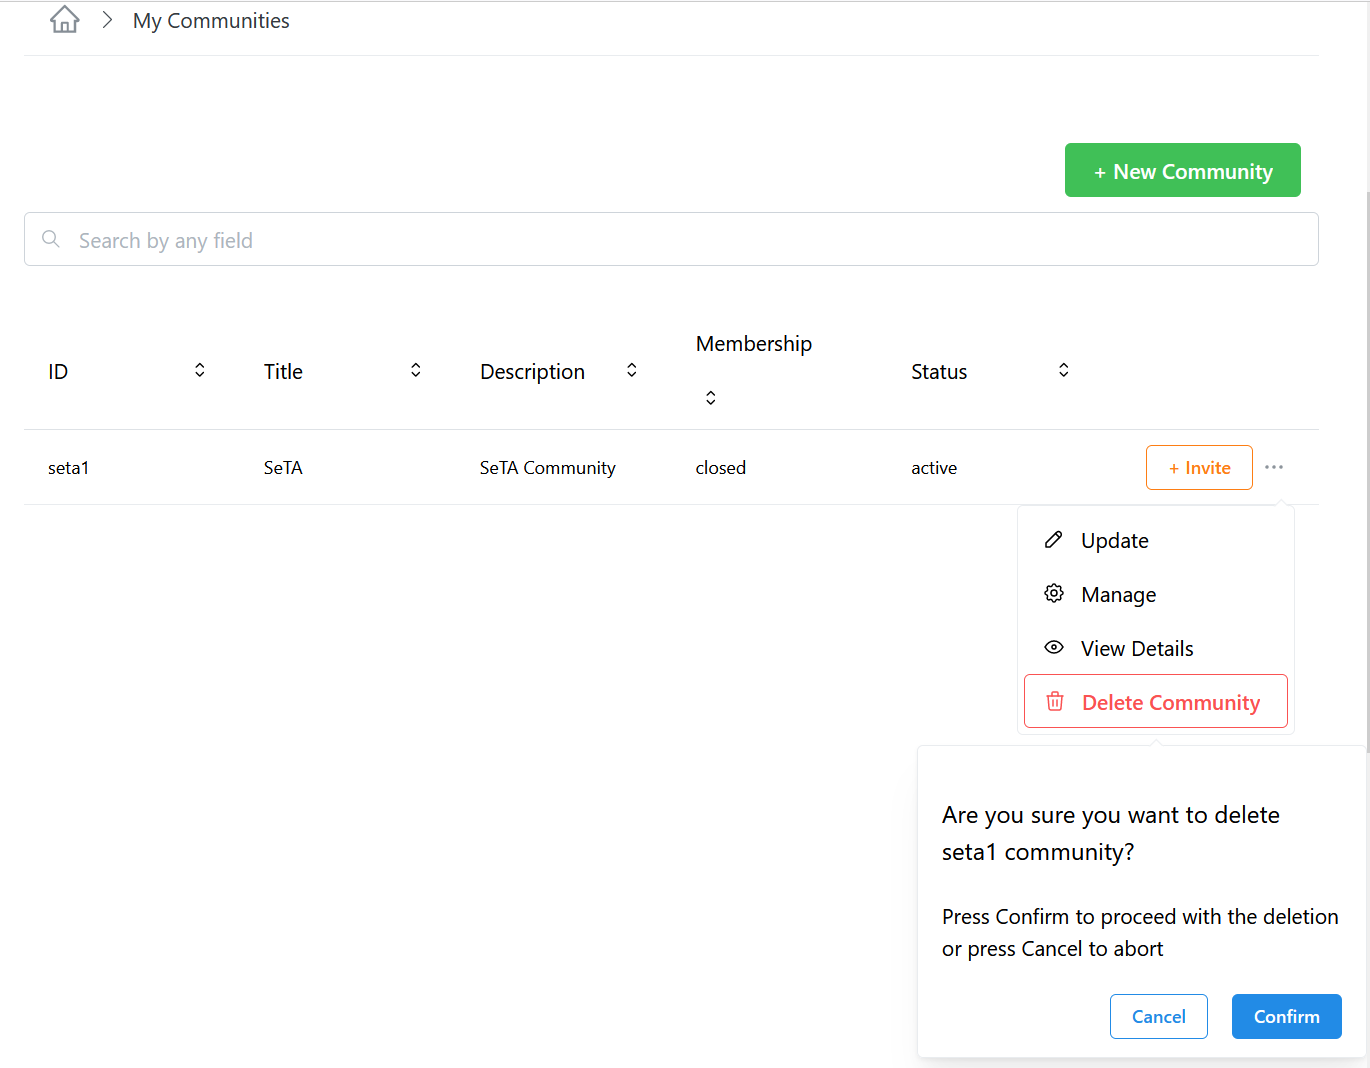 My Communities
+ New Community
Search by any field
ID Title Description Membership Status
seta1 SeTA SeTA Community closed active + Invite
Update
Manage
View Details
Delete Community
Are you sure you want to delete
seta1 community?
Press Confirm to proceed with the deletion
or press Cancel to abort
Cancel Confirm